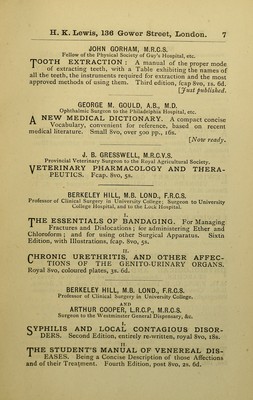 H. K. Lewis, 136 Gower Street, London. 7
JOHN GORHAM, M.R.C.S.
Fellow of the Physical Society of Guy's Hospital, etc.
TOOTH EXTRACTION: A manual of the proper mode
of extracting teeth, with a Table exhibiting the names of
all the teeth, the instruments required for extraction and the most
approved methods of using them. Third edition, fcap 8vo, 1s. 6d.
[Just published.
GEORGE M. GOULD, A.B., M.D.
Ophthalmic Surgeon to the Philadelphia Hospital, etc.
A NEW MEDICAL DICTIONARY. A compact concise
Vocabulary, convenient for reference, based on recent
medical literature. Small 8vo, over 500 pp., 16s.
[Now ready.
J. B. GRESSWELL, M.R.C.V.S.
Provincial Veterinary Surgeon to the Royal Agricultural Society.
VETERINARY PHARMACOLOGY AND THERA-
PEUTICS. Fcap. 8vo, 5s.
BERKELEY HILL, M.B. LOND., F.R.C.S.
Professor of Clinical Surgery in University College; Surgeon to University
College Hospital, and to the Lock Hospital.
I.
THE ESSENTIALS OF BANDAGING. For Managing
Fractures and Dislocations; for administering Ether and
Chloroform; and for using other Surgical Apparatus. Sixth
Edition, with Illustrations, fcap. 8vo, 5s.
II.
CHRONIC URETHRITIS, AND OTHER AFFEC-
TIONS OF THE GENITO-URINARY ORGANS.
Royal 8vo, coloured plates, 3s. 6d.
BERKELEY HILL, M.B. LOND., F.R.C.S.
Professor of Clinical Surgery in University College.
AND
ARTHUR COOPER, L.R.C.P., M.R.C.S.
Surgeon to the Westminster General Dispensary, &c.
I.
SYPHILIS AND LOCAL CONTAGIOUS DISOR-
DERS. Second Edition, entirely re-written, royal 8vo, 18s.
II.
THE STUDENT'S MANUAL OF VENEREAL DIS-
EASES. Being a Concise Description of those Affections
and of their Treatment. Fourth Edition, post 8vo, 2s. 6d.